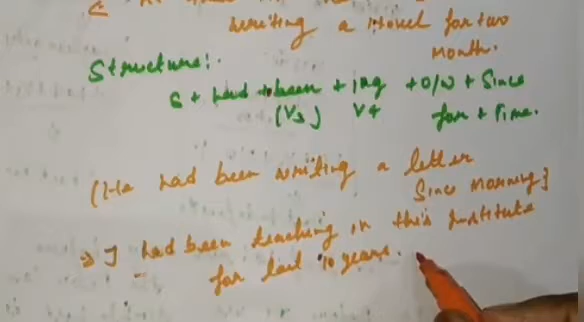 writing a Novel for two
month.
Structure:-
S + had + been + ing + O/W + Since
(V3) V4 for + Time.
(He had been writing a letter
Since Morning]
⇒ I had been teaching in this institute
for last 10 years.